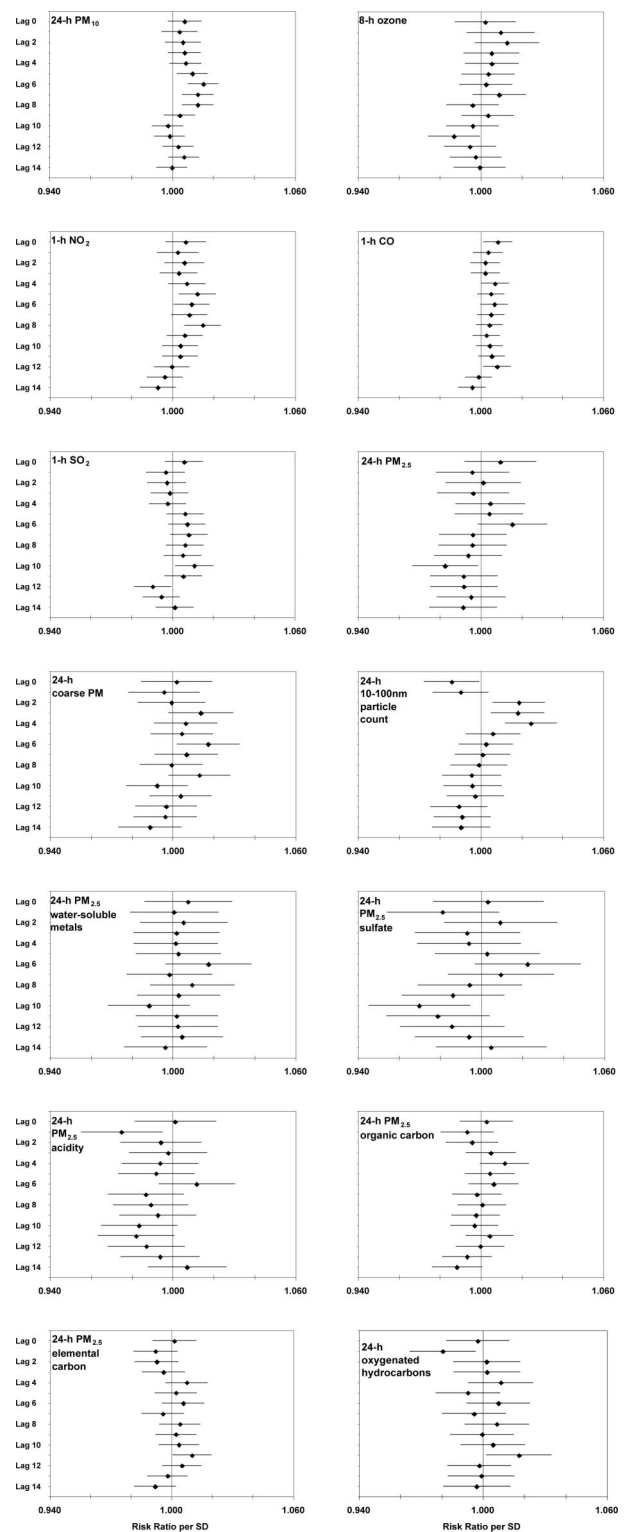 24-h PM10
Lag 0
Lag 2
Lag 4
Lag 6
Lag 8
Lag 10
Lag 12
Lag 14
0.940 1.000 1.060
8-h ozone
0.940 1.000 1.060
1-h NO2
Lag 0
Lag 2
Lag 4
Lag 6
Lag 8
Lag 10
Lag 12
Lag 14
0.940 1.000 1.060
1-h CO
0.940 1.000 1.060
1-h SO2
Lag 0
Lag 2
Lag 4
Lag 6
Lag 8
Lag 10
Lag 12
Lag 14
0.940 1.000 1.060
24-h PM2.5
0.940 1.000 1.060
24-h
coarse PM
Lag 0
Lag 2
Lag 4
Lag 6
Lag 8
Lag 10
Lag 12
Lag 14
0.940 1.000 1.060
24-h
10-100nm
particle
count
0.940 1.000 1.060
24-h PM2.5
water-soluble
metals
Lag 0
Lag 2
Lag 4
Lag 6
Lag 8
Lag 10
Lag 12
Lag 14
0.940 1.000 1.060
24-h
PM2.5
sulfate
0.940 1.000 1.060
24-h
PM2.5
acidity
Lag 0
Lag 2
Lag 4
Lag 6
Lag 8
Lag 10
Lag 12
Lag 14
0.940 1.000 1.060
24-h PM2.5
organic carbon
0.940 1.000 1.060
24-h PM2.5
elemental
carbon
Lag 0
Lag 2
Lag 4
Lag 6
Lag 8
Lag 10
Lag 12
Lag 14
0.940 1.000 1.060
Risk Ratio per SD
24-h
oxygenated
hydrocarbons
0.940 1.000 1.060
Risk Ratio per SD